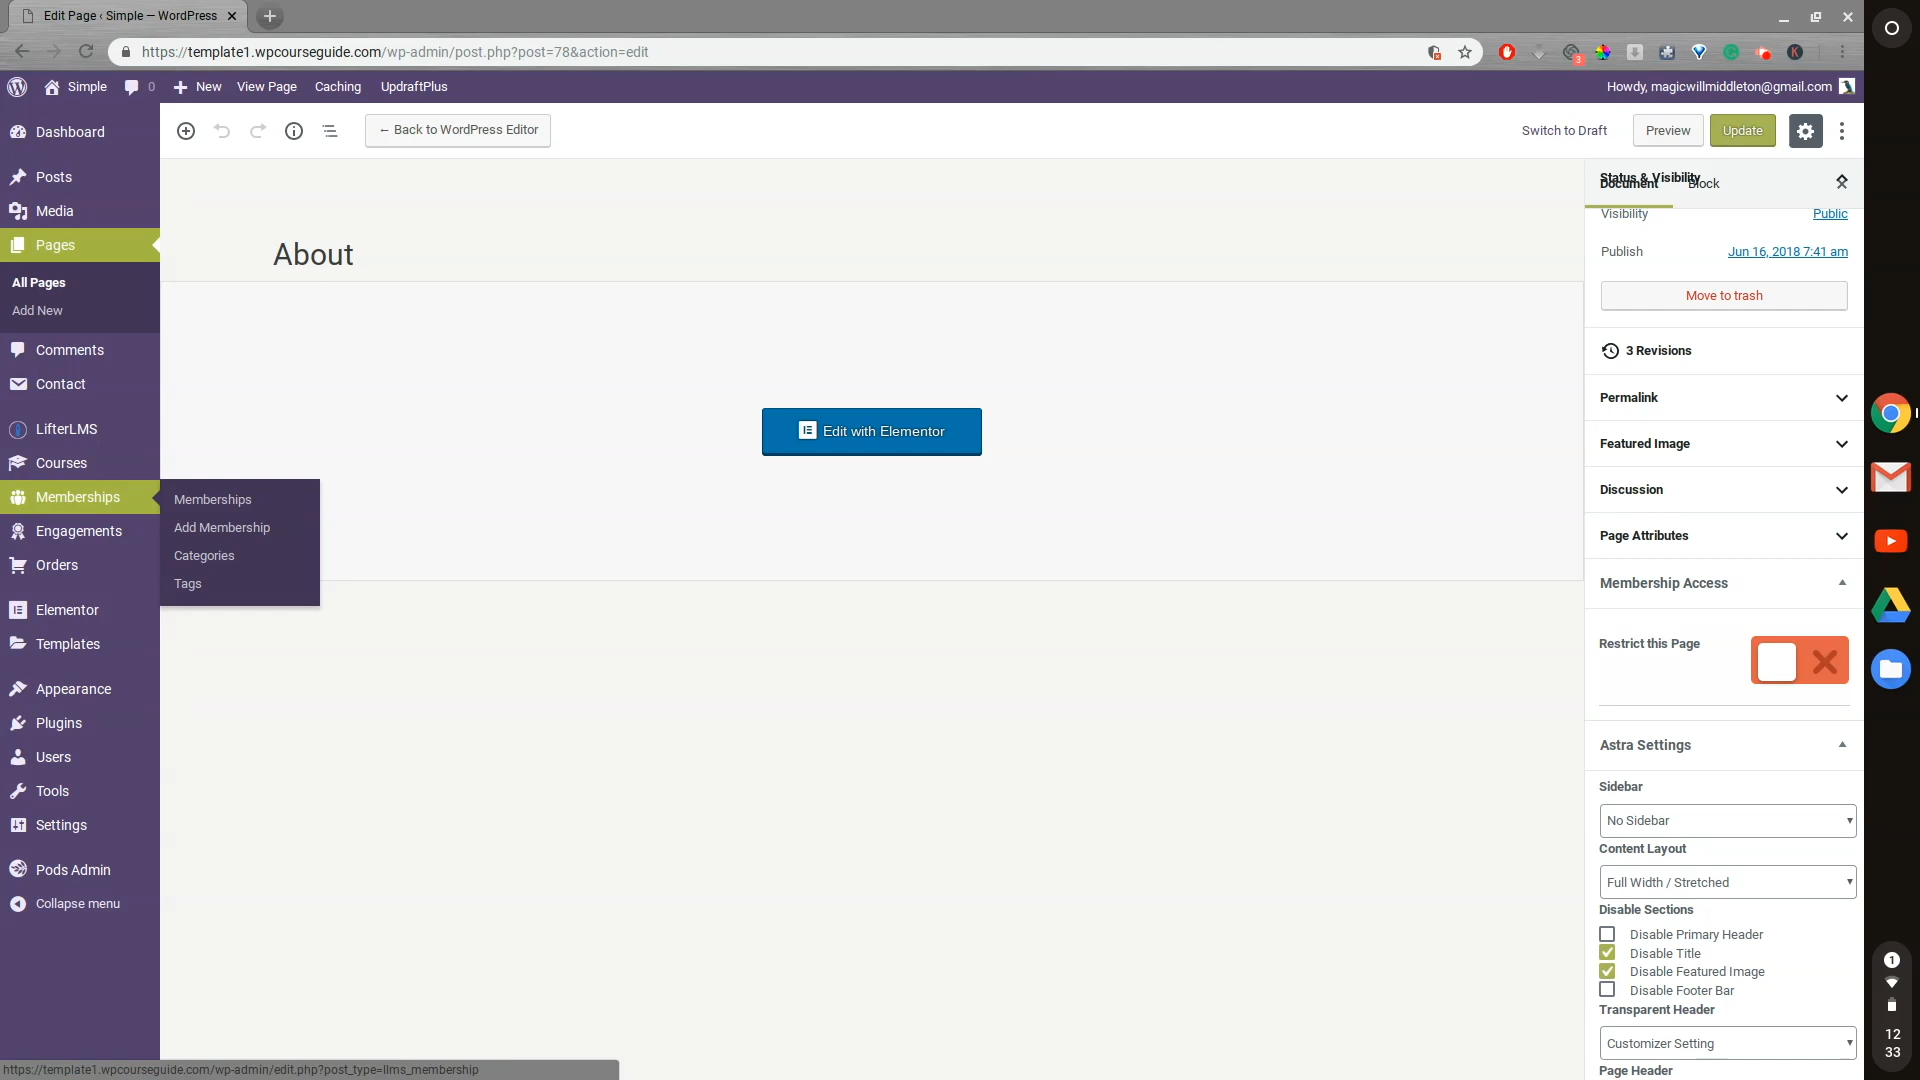 Edit Page ‹ Simple — WordPress
https://template1.wpcourseguide.com/wp-admin/post.php?post=78&action=edit
3
K
Simple
0
New
View Page
Caching
UpdraftPlus
Howdy, magicwillmiddleton@gmail.com
Dashboard
Posts
Media
Pages
All Pages
Add New
Comments
Contact
LifterLMS
Courses
Memberships
Engagements
Orders
Elementor
Templates
Appearance
Plugins
Users
Tools
Settings
Pods Admin
Collapse menu
Memberships
Add Membership
Categories
Tags
← Back to WordPress Editor
Switch to Draft
Preview
Update
About
Edit with Elementor
Status & Visibility
Document
Block
Visibility
Public
Publish
Jun 16, 2018 7:41 am
Move to trash
3 Revisions
Permalink
Featured Image
Discussion
Page Attributes
Membership Access
Restrict this Page
Astra Settings
Sidebar
No Sidebar
Content Layout
Full Width / Stretched
Disable Sections
Disable Primary Header
Disable Title
Disable Featured Image
Disable Footer Bar
Transparent Header
Customizer Setting
Page Header
1
12
33
https://template1.wpcourseguide.com/wp-admin/edit.php?post_type=llms_membership